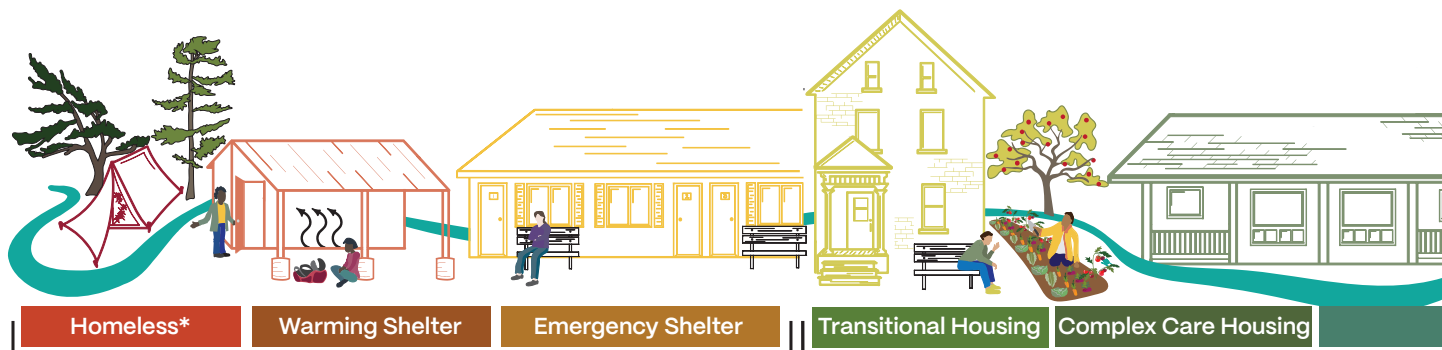 Homeless*
Warming Shelter
Emergency Shelter
Transitional Housing
Complex Care Housing